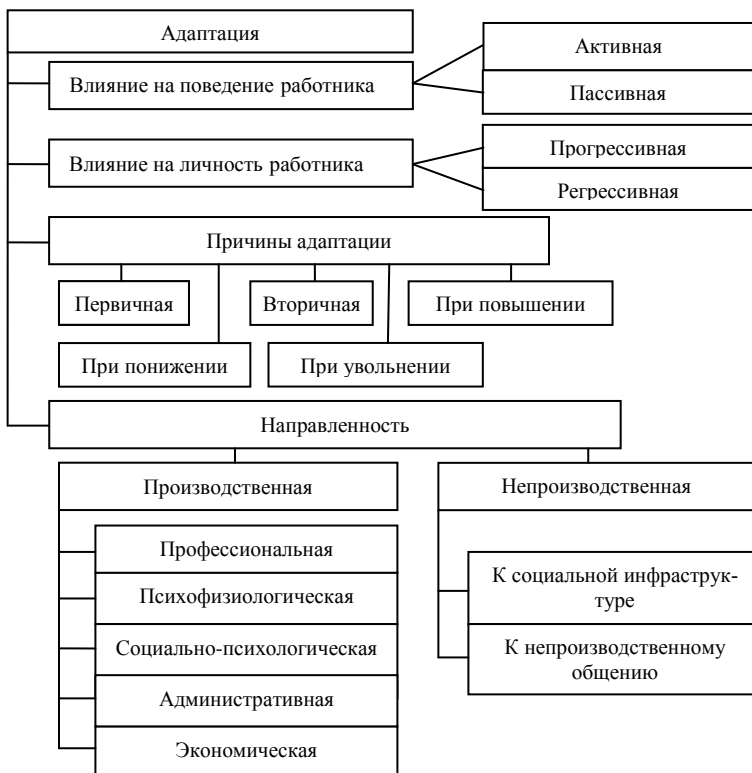 Адаптация
Активная
Влияние на поведение работника
Пассивная
Влияние на личность работника
Прогрессивная
Регрессивная
Причины адаптации
Первичная
Вторичная
При повышении
При понижении
При увольнении
Направленность
Производственная
Непроизводственная
Профессиональная
Психофизиологическая
Социально-психологическая
Административная
Экономическая
К социальной инфраструк-
туре
К непроизводственному
общению